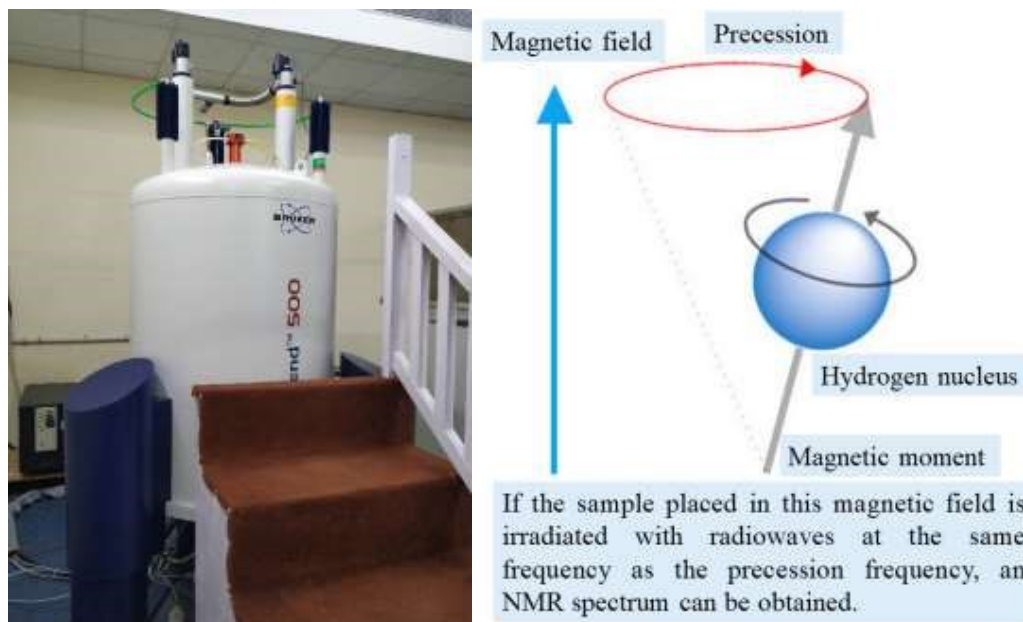 BRUKER
end™ 500
Magnetic field
Precession
Hydrogen nucleus
Magnetic moment
If the sample placed in this magnetic field is
irradiated with radiowaves at the same
frequency as the precession frequency, an
NMR spectrum can be obtained.